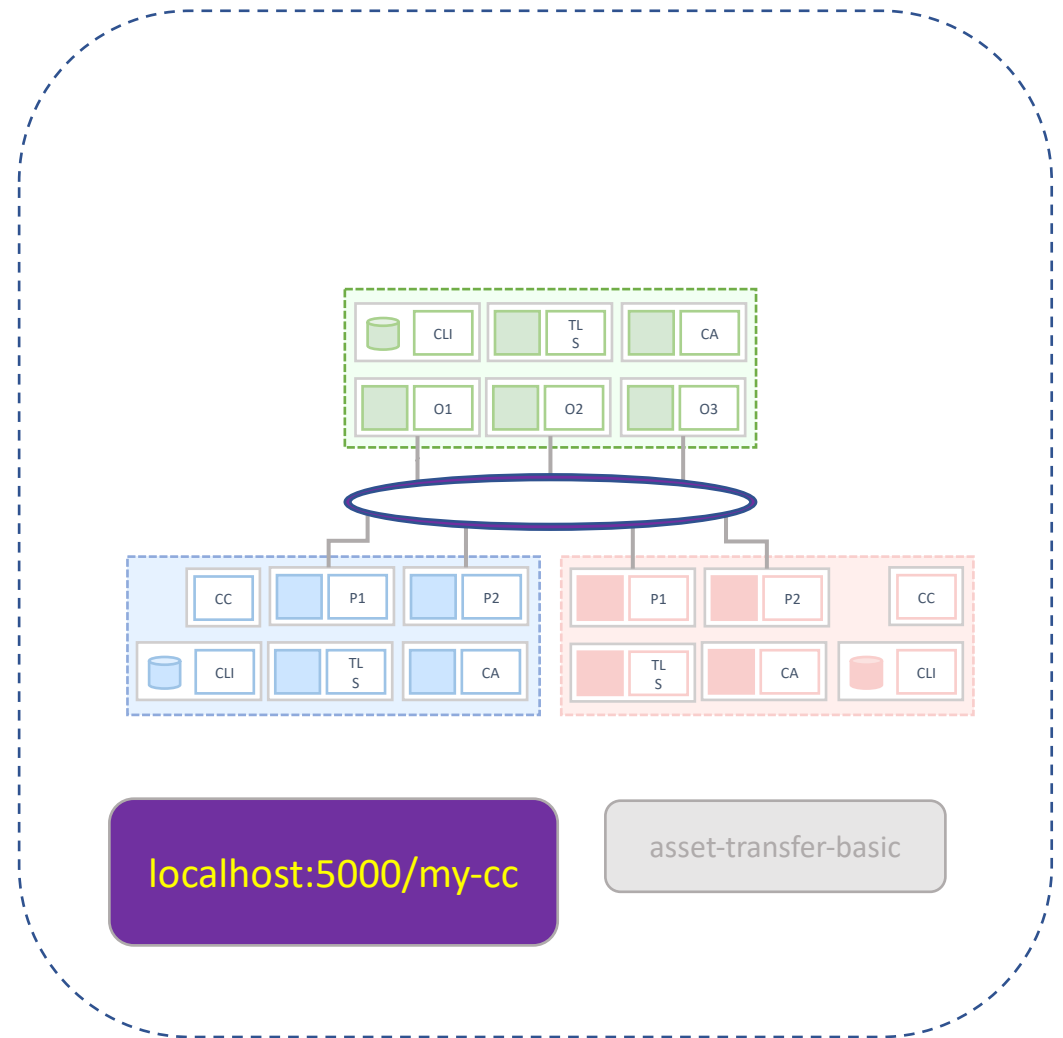 CLI
TL
S
CA
O1
O2
O3
CC
P1
P2
P1
P2
CC
CLI
TL
S
CA
TL
S
CA
CLI
localhost:5000/my-cc
asset-transfer-basic